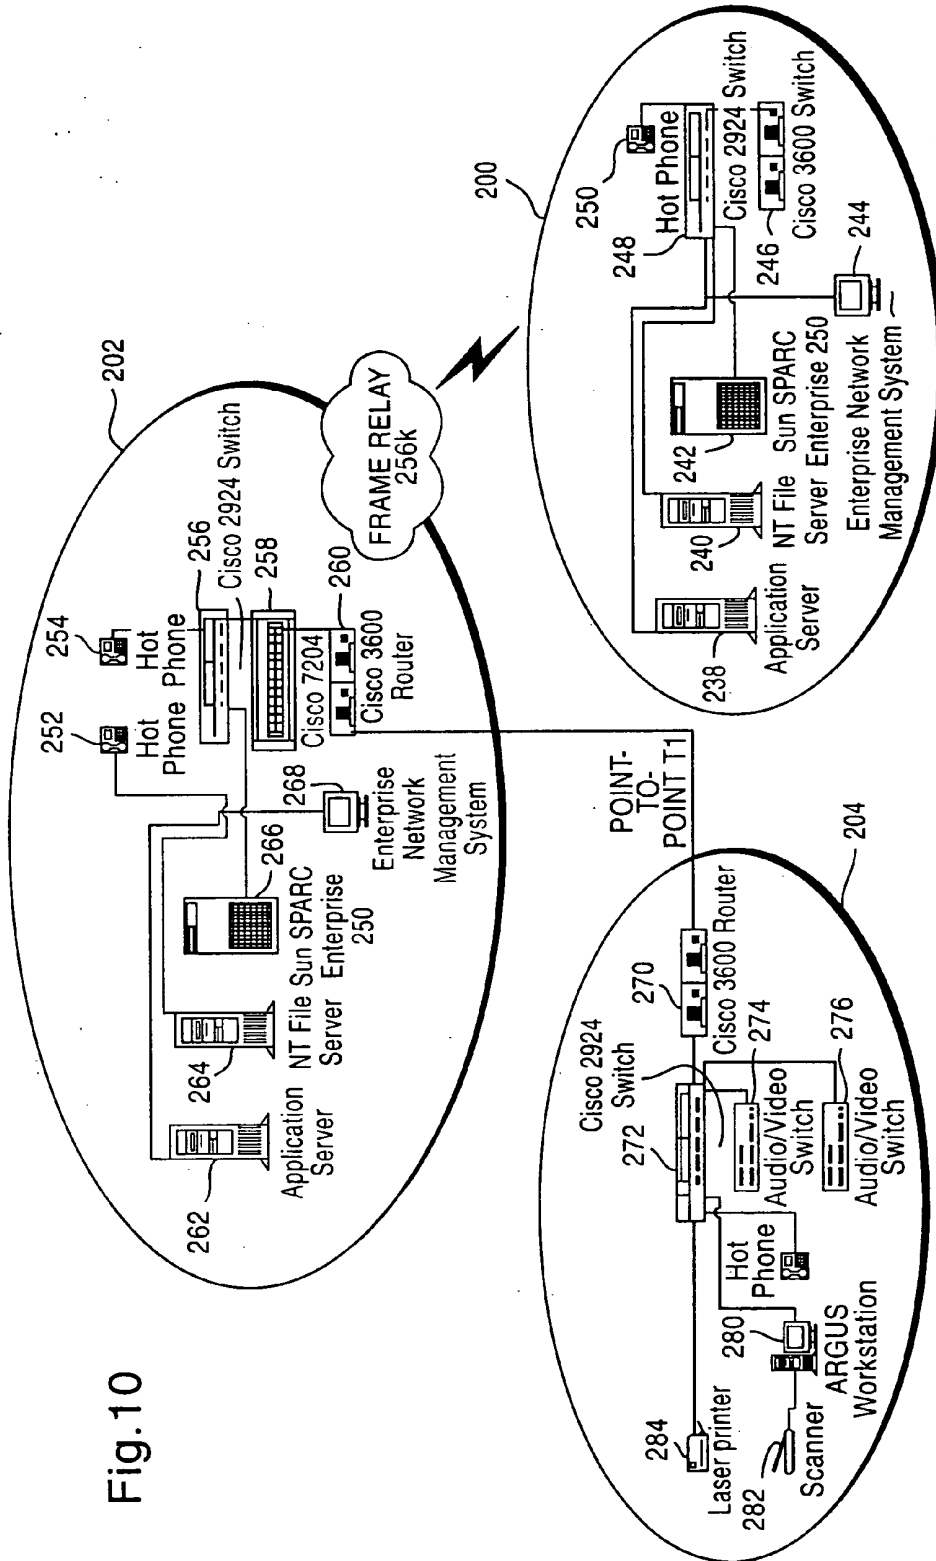 Fig.10
202
252
254
Hot
Phone
Hot
Phone
256
Cisco 2924 Switch
258
Cisco 7204
260
Cisco 3600
Router
262
Application
Server
264
NT File
Server
266
Sun SPARC
Enterprise
250
268
Enterprise
Network
Management
System
FRAME RELAY
256k
POINT-
TO-
POINT T1
200
250
Hot Phone
248
Cisco 2924 Switch
246
Cisco 3600 Switch
244
Enterprise Network
Management System
242
Sun SPARC
Enterprise 250
240
NT File
Server
238
Application
Server
204
270
Cisco 3600 Router
Cisco 2924
Switch
272
274
Audio/Video
Switch
276
Audio/Video
Switch
Hot
Phone
280
ARGUS
Workstation
282
Scanner
284
Laser printer